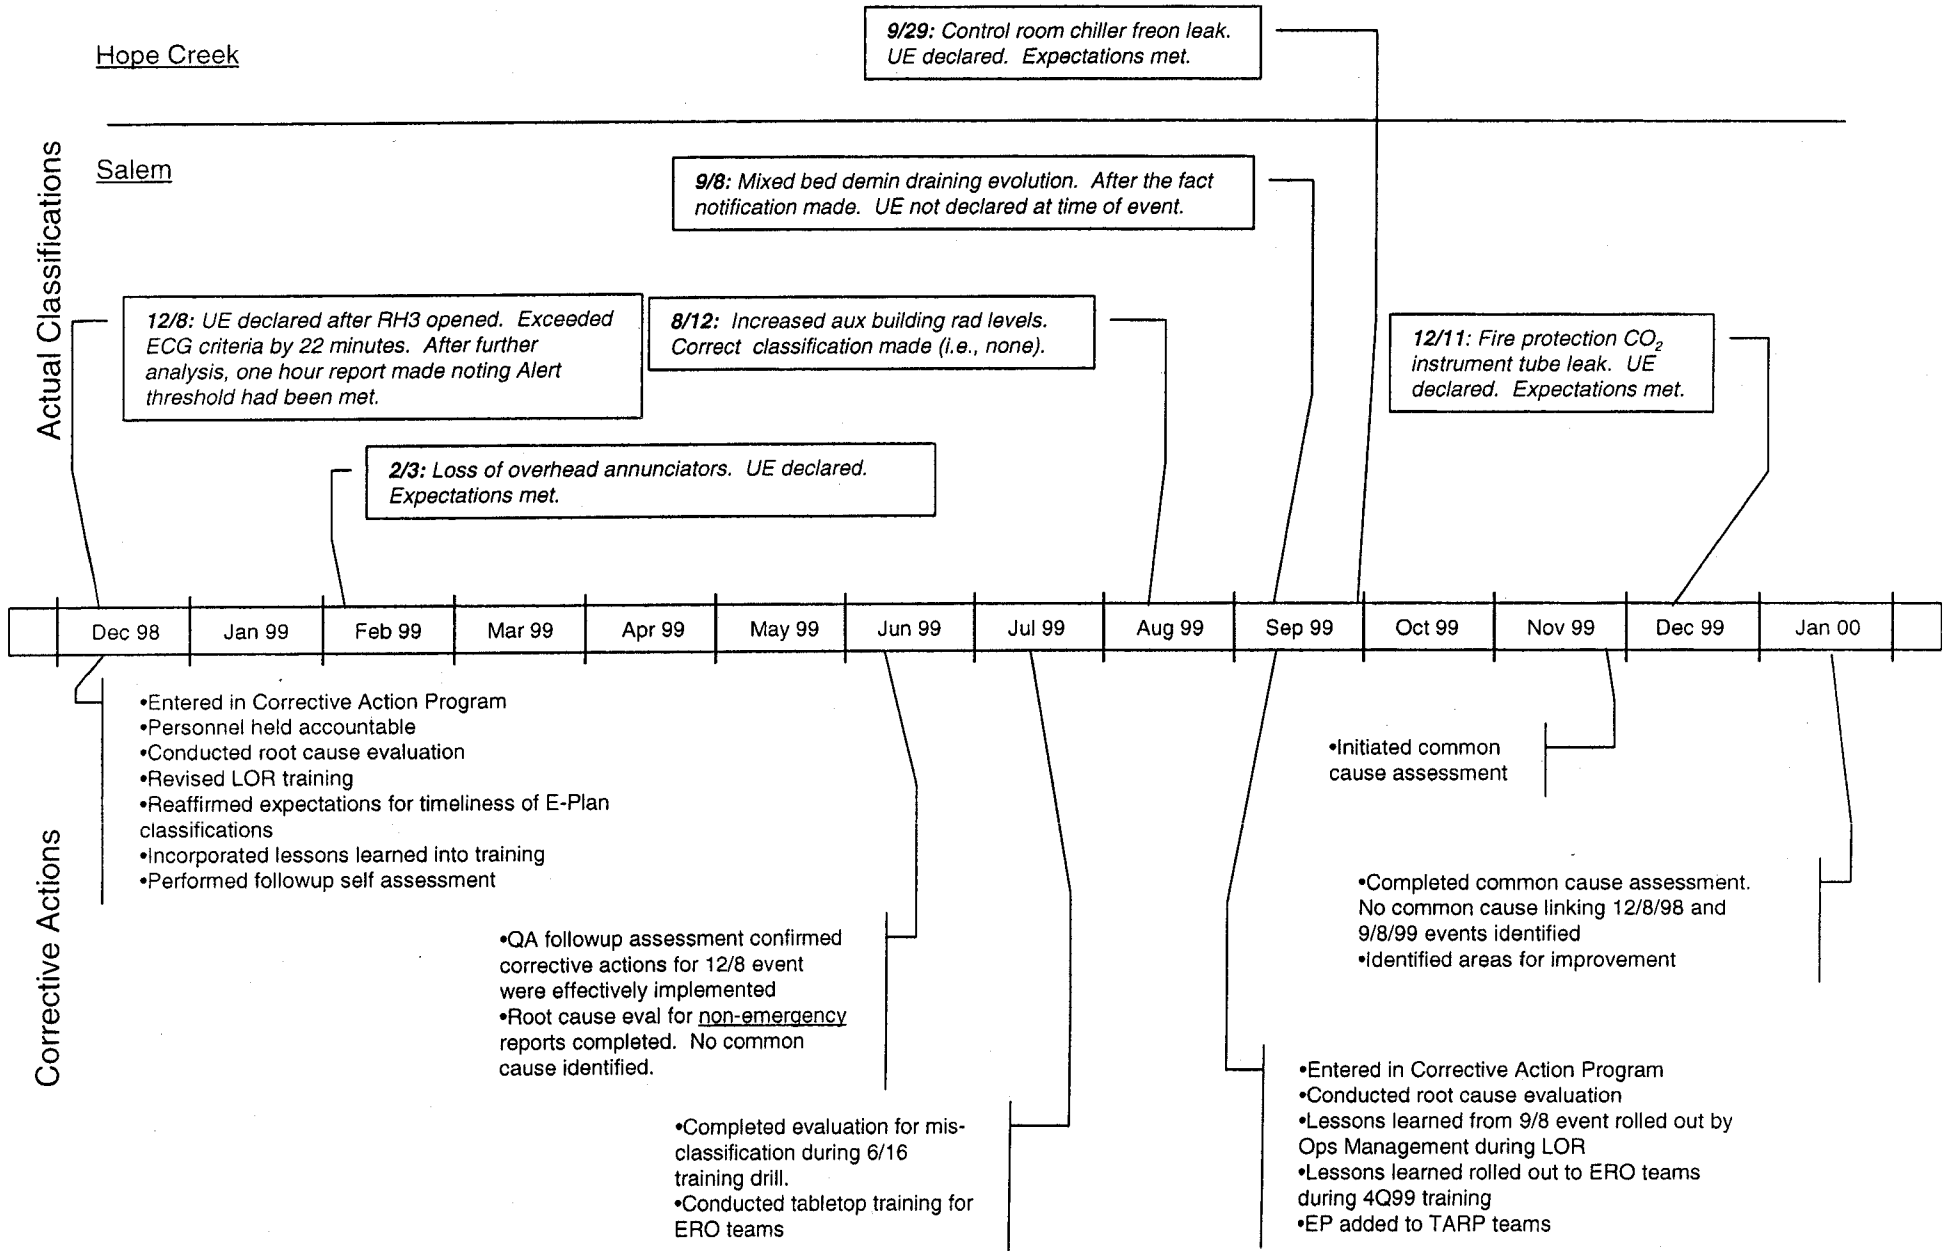 Hope Creek
9/29: Control room chiller freon leak.
UE declared. Expectations met.
Actual Classifications
Salem
9/8: Mixed bed demin draining evolution. After the fact
notification made. UE not declared at time of event.
12/8: UE declared after RH3 opened. Exceeded
ECG criteria by 22 minutes. After further
analysis, one hour report made noting Alert
threshold had been met.
8/12: Increased aux building rad levels.
Correct classification made (i.e., none).
12/11: Fire protection CO₂
instrument tube leak. UE
declared. Expectations met.
2/3: Loss of overhead annunciators. UE declared.
Expectations met.
Dec 98 Jan 99 Feb 99 Mar 99 Apr 99 May 99 Jun 99 Jul 99 Aug 99 Sep 99 Oct 99 Nov 99 Dec 99 Jan 00
Corrective Actions
•Entered in Corrective Action Program
•Personnel held accountable
•Conducted root cause evaluation
•Revised LOR training
•Reaffirmed expectations for timeliness of E-Plan
classifications
•Incorporated lessons learned into training
•Performed followup self assessment
•QA followup assessment confirmed
corrective actions for 12/8 event
were effectively implemented
•Root cause eval for non-emergency
reports completed. No common
cause identified.
•Completed evaluation for mis-
classification during 6/16
training drill.
•Conducted tabletop training for
ERO teams
•Entered in Corrective Action Program
•Conducted root cause evaluation
•Lessons learned from 9/8 event rolled out by
Ops Management during LOR
•Lessons learned rolled out to ERO teams
during 4Q99 training
•EP added to TARP teams
•Initiated common
cause assessment
•Completed common cause assessment.
No common cause linking 12/8/98 and
9/8/99 events identified
•Identified areas for improvement